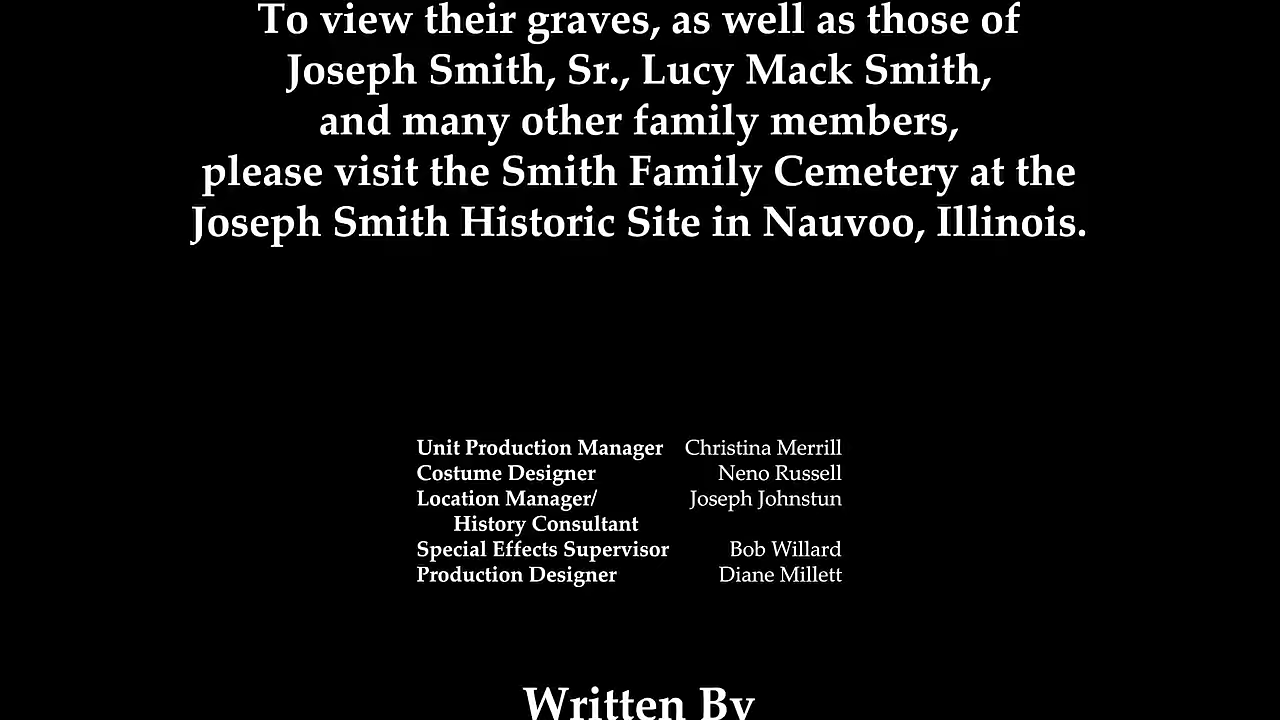 To view their graves, as well as those of
Joseph Smith, Sr., Lucy Mack Smith,
and many other family members,
please visit the Smith Family Cemetery at the
Joseph Smith Historic Site in Nauvoo, Illinois.
Unit Production Manager Christina Merrill
Costume Designer Neno Russell
Location Manager/ Joseph Johnstun
History Consultant
Special Effects Supervisor Bob Willard
Production Designer Diane Millett
Written By